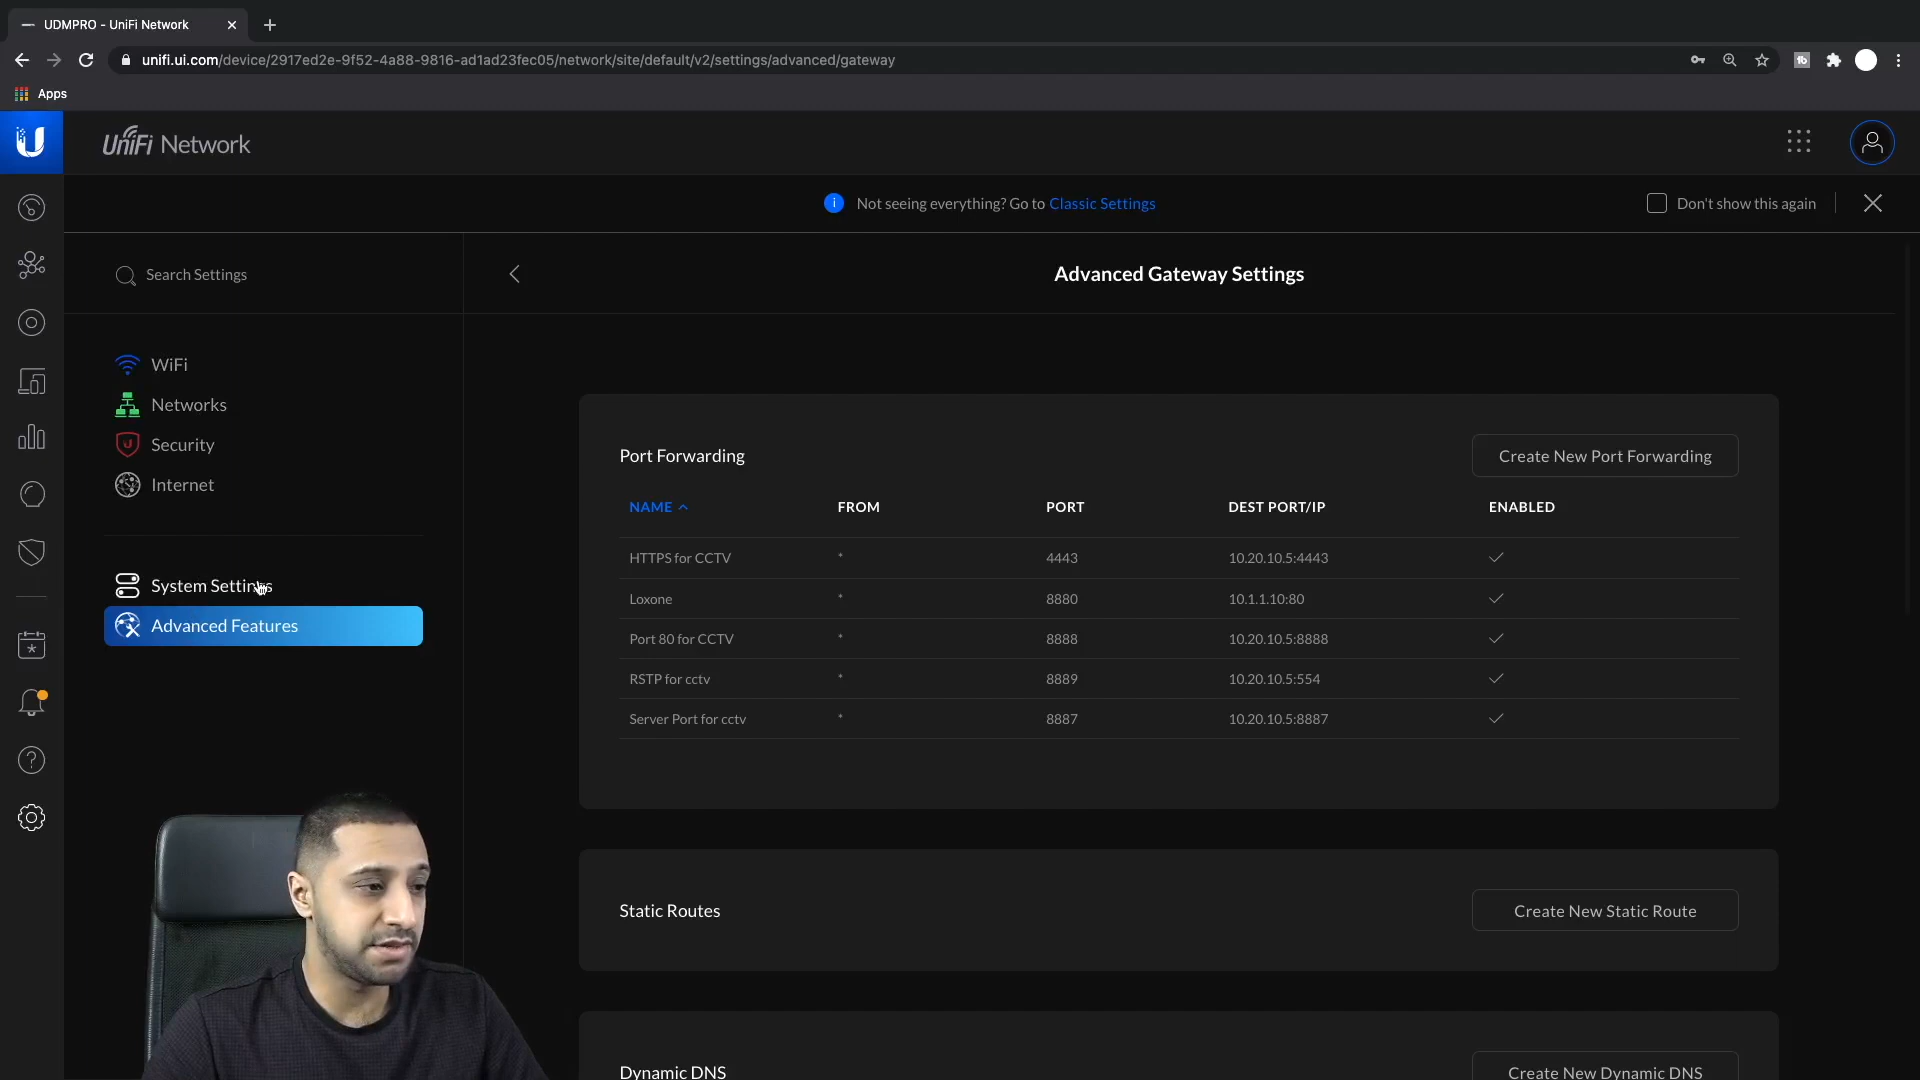 UDMPRO - UniFi Network
unifi.ui.com/device/2917ed2e-9f52-4a88-9816-ad1ad23fec05/network/site/default/v2/settings/advanced/gateway
Apps
UniFi Network
Not seeing everything? Go to Classic Settings
Don't show this again
Search Settings
Advanced Gateway Settings
WiFi
Networks
Security
Internet
System Settings
Advanced Features
Port Forwarding
Create New Port Forwarding
NAME FROM PORT DEST PORT/IP ENABLED
HTTPS for CCTV * 4443 10.20.10.5:4443
Loxone * 8880 10.1.1.10:80
Port 80 for CCTV * 8888 10.20.10.5:8888
RSTP for cctv * 8889 10.20.10.5:554
Server Port for cctv * 8887 10.20.10.5:8887
Static Routes
Create New Static Route
Dynamic DNS
Create New Dynamic DNS